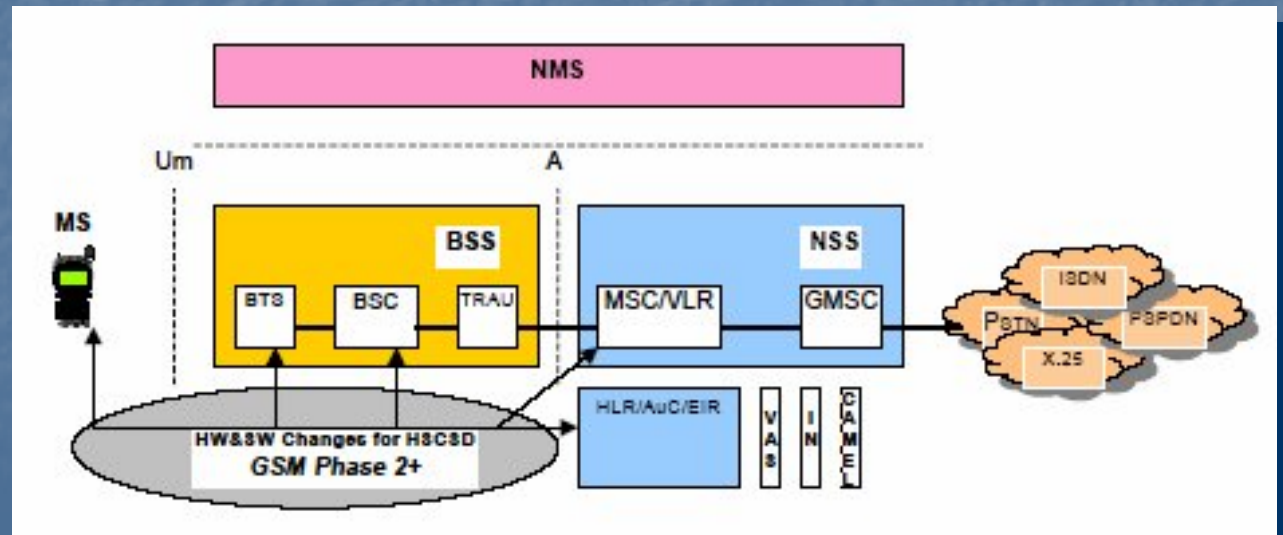 NMS
Um
A
MS
BSS
NSS
BTS
BSC
TRAU
MSC/VLR
GMSC
ISDN
PSTN
PSPDN
X.25
HLR/AuC/EIR
VAS
IN
CAMEL
HW&SW Changes for HSCSD
GSM Phase 2+